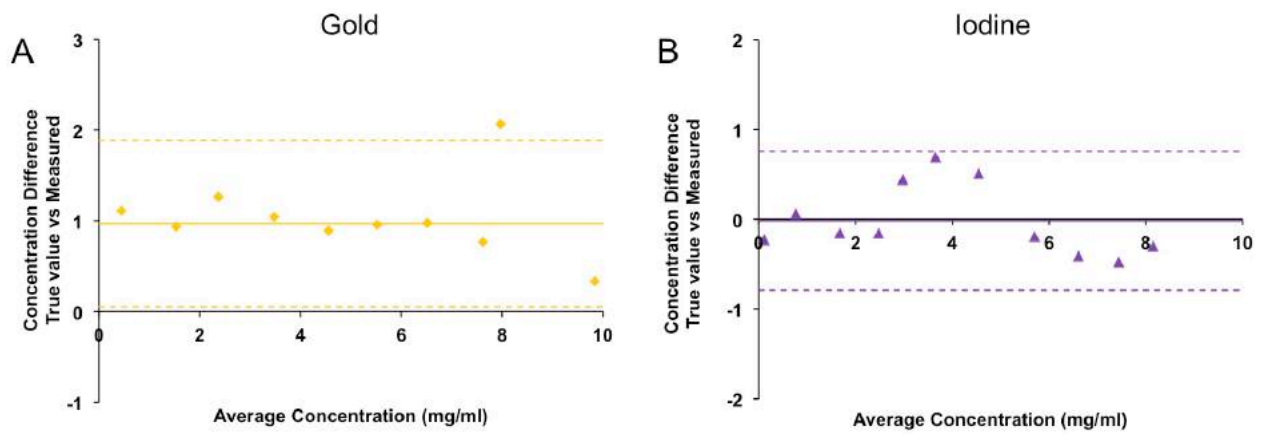 Gold
A
3
2
1
0
-1
0
2
4
6
8
10
Concentration Difference
True value vs Measured
Average Concentration (mg/ml)
Iodine
B
2
1
0
-1
-2
0
2
4
6
8
10
Concentration Difference
True value vs Measured
Average Concentration (mg/ml)